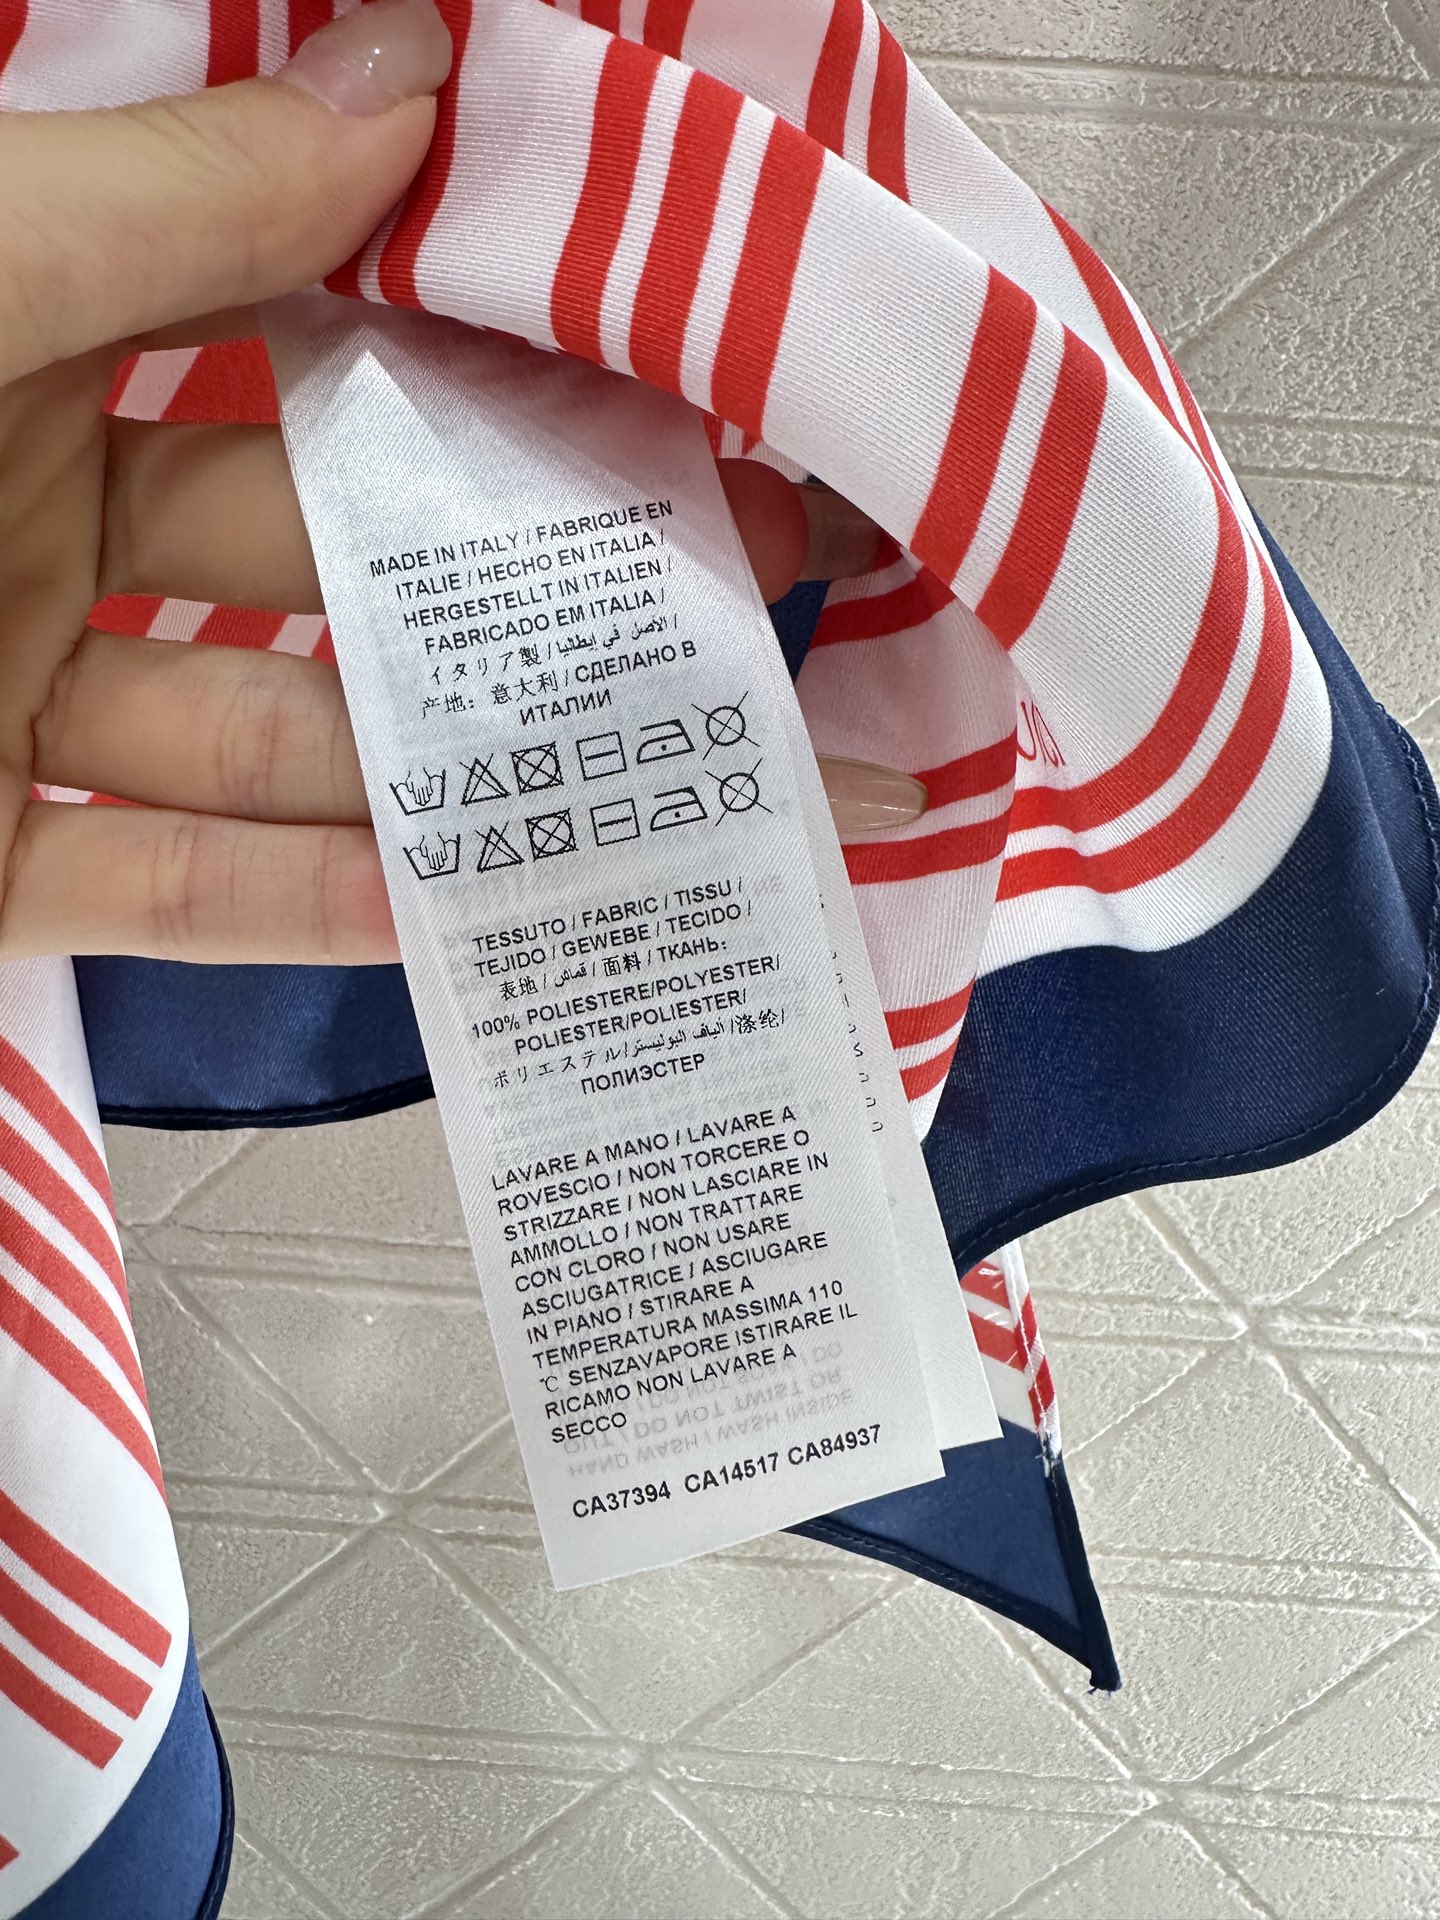 MADE IN ITALY / FABRIQUE EN
ITALIE / HECHO EN ITALIA /
HERGESTELLT IN ITALIEN /
FABRICADO EM ITALIA /
イタリア製 / الاصل في ايطاليا /
产地: 意大利 / СДЕЛАНО В
ИТАЛИИ
TESSUTO / FABRIC / TISSU /
TEJIDO / GEWEBE / TECIDO /
表地 / قماش / 面料 / ТКАНЬ:
100% POLIESTERE/POLYESTER/
POLIESTER/POLIESTER/
ポリエステル/الياف البوليستر/涤纶/
ПОЛИЭСТЕР
LAVARE A MANO / LAVARE A
ROVESCIO / NON TORCERE O
STRIZZARE / NON LASCIARE IN
AMMOLLO / NON TRATTARE
CON CLORO / NON USARE
ASCIUGATRICE / ASCIUGARE
IN PIANO / STIRARE A
TEMPERATURA MASSIMA 110
℃ SENZAVAPORE ISTIRARE IL
RICAMO NON LAVARE A
SECCO
CA37394 CA14517 CA84937